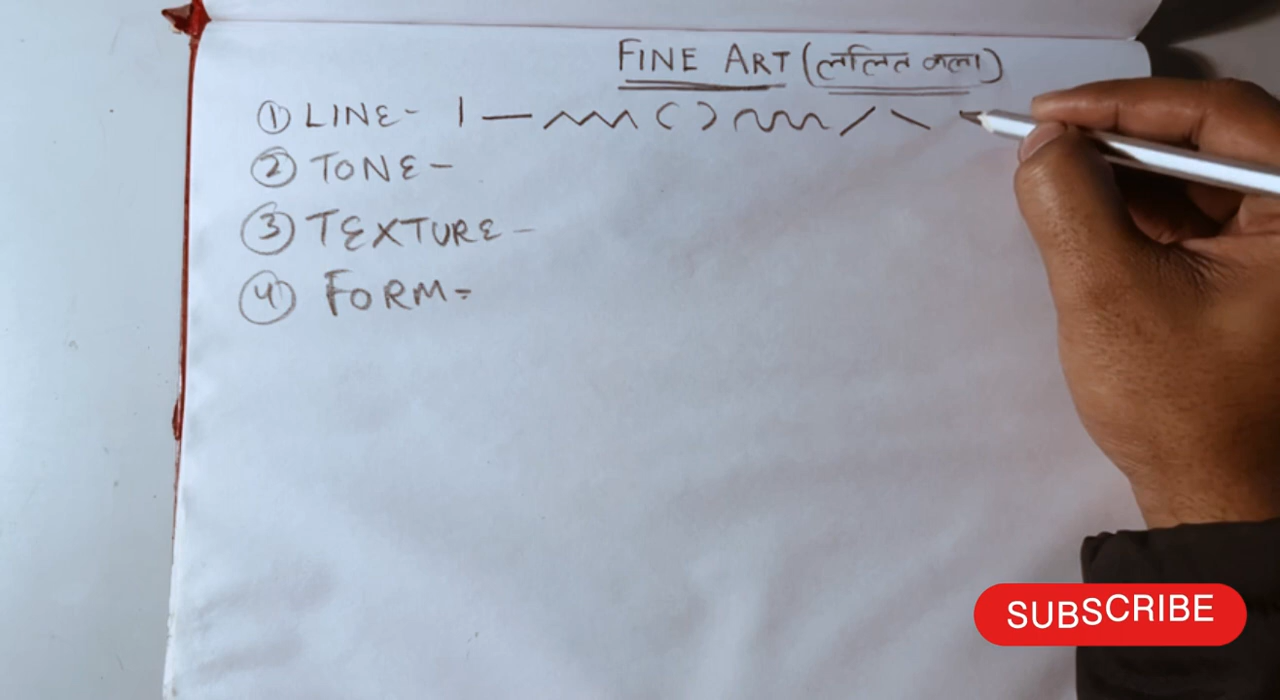 FINE ART (ललित कला)
① LINE-
② TONE-
③ TEXTURE-
④ FORM-
SUBSCRIBE